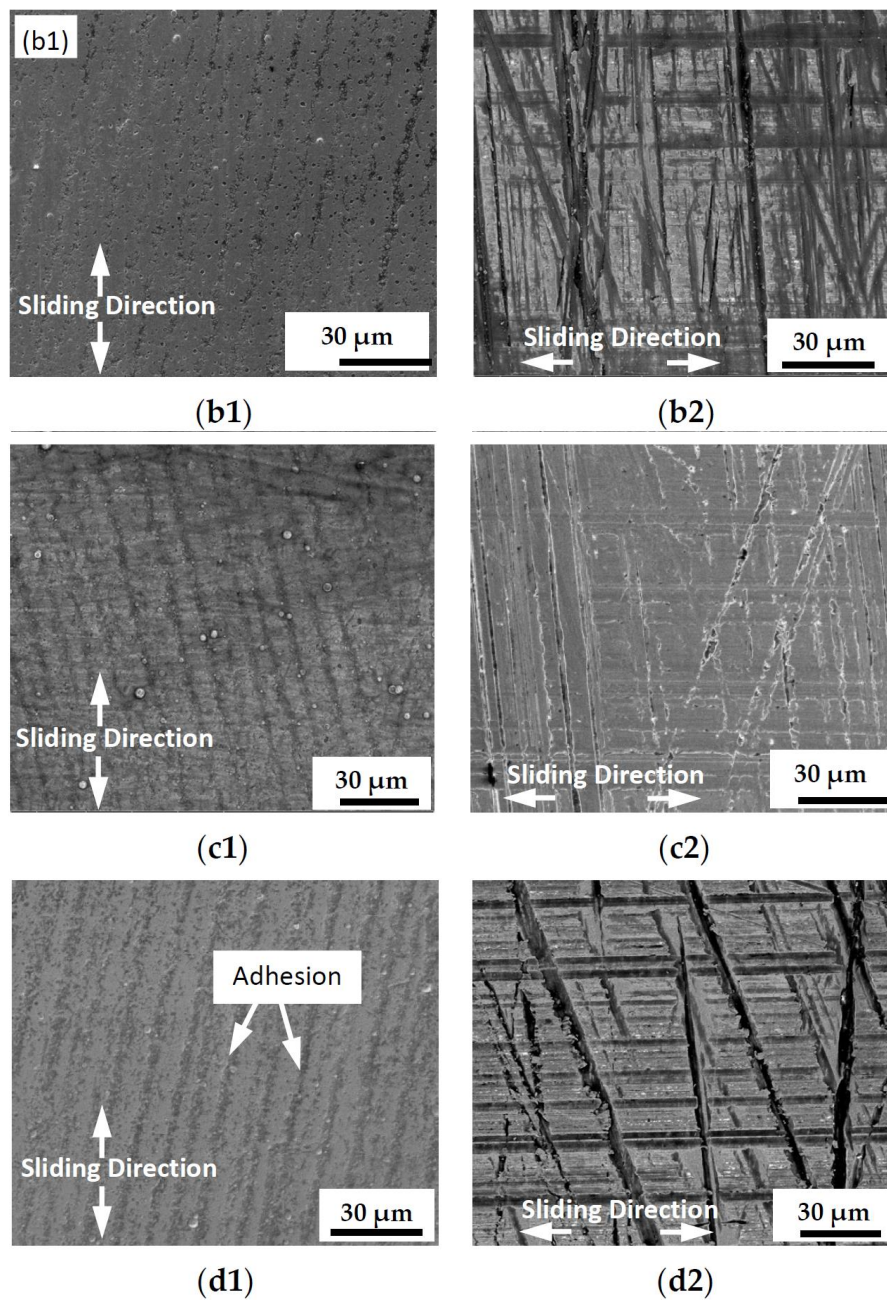 (b1)
Sliding Direction
30 µm
Sliding Direction
30 µm
(b1)
(b2)
Sliding Direction
30 µm
Sliding Direction
30 µm
(c1)
(c2)
Adhesion
Sliding Direction
30 µm
Sliding Direction
30 µm
(d1)
(d2)